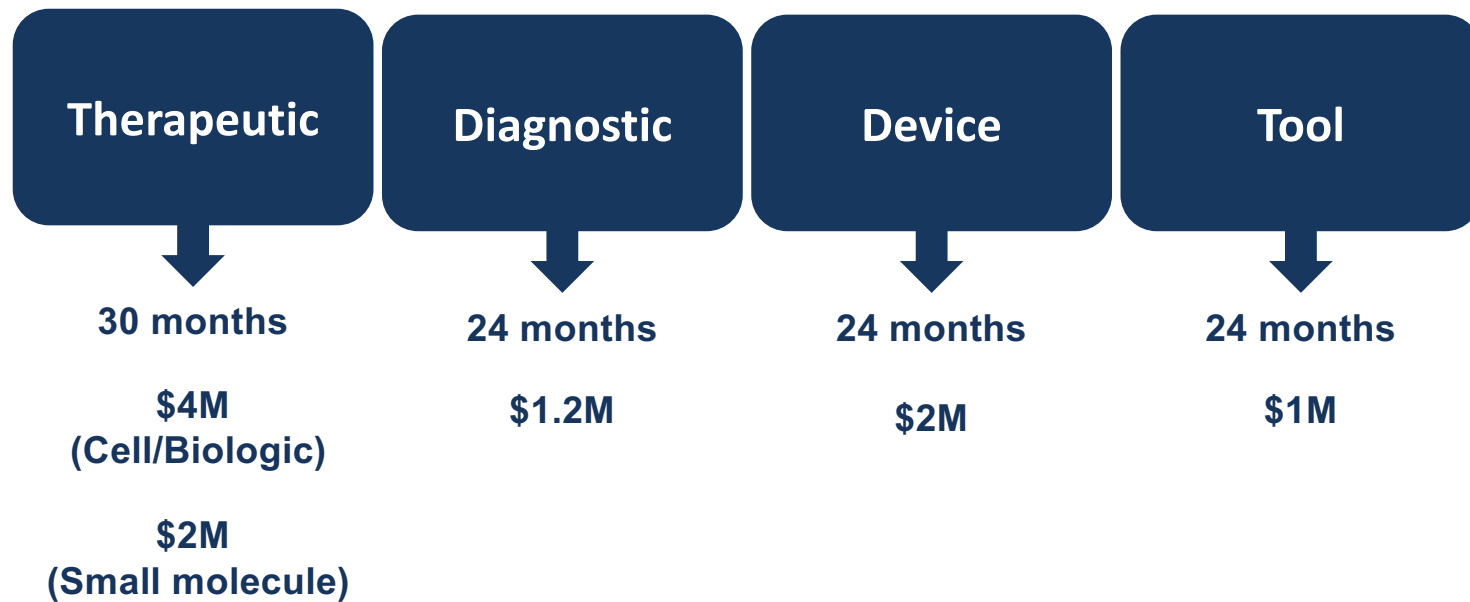 Therapeutic
30 months
$4M
(Cell/Biologic)
$2M
(Small molecule)
Diagnostic
24 months
$1.2M
Device
24 months
$2M
Tool
24 months
$1M